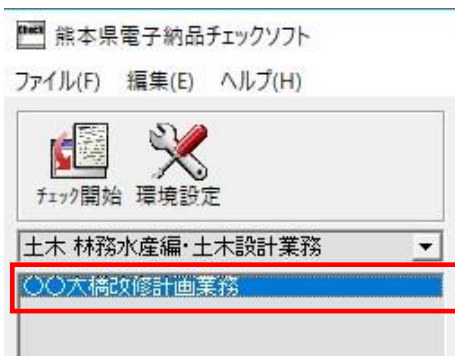 熊本県電子納品チェックソフト
ファイル(F) 編集(E) ヘルプ(H)
チェック開始 環境設定
土木 林務水産編・土木設計業務
〇〇大橋改修計画業務